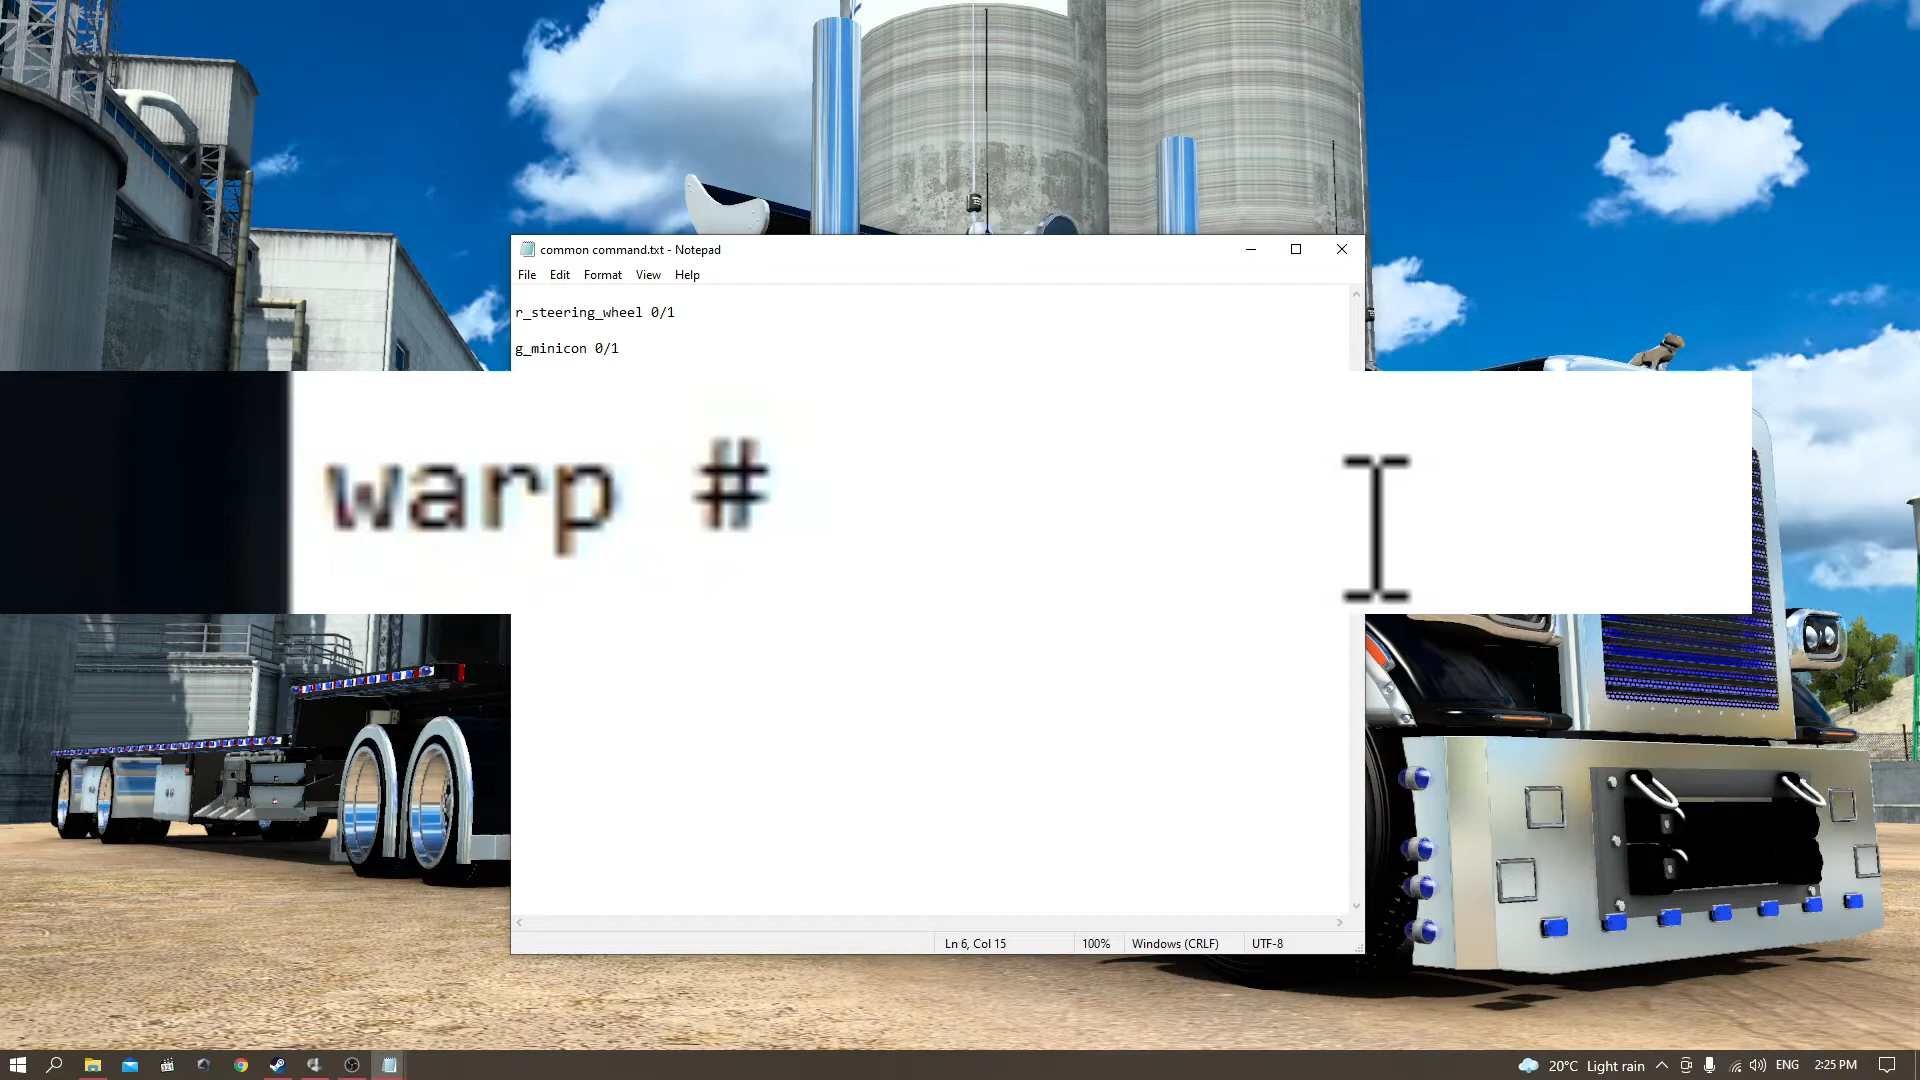 common command.txt - Notepad
File Edit Format View Help
r_steering_wheel 0/1
g_minicon 0/1
warp #
Ln 6, Col 15 100% Windows (CRLF) UTF-8
20°C Light rain ENG 2:25 PM